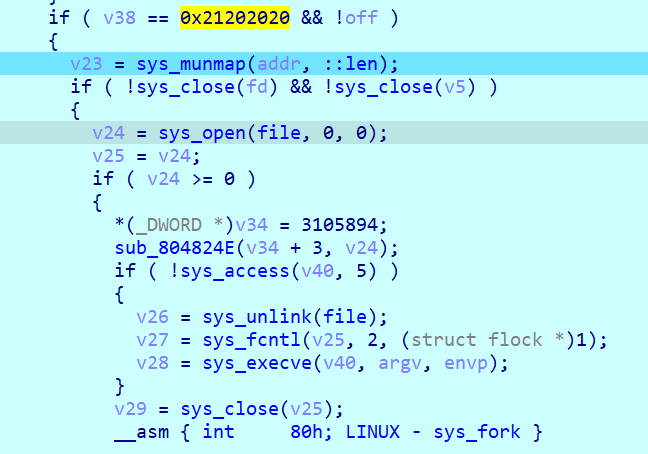 if ( v38 == 0x21202020 && !off )
{
v23 = sys_munmap(addr, ::len);
if ( !sys_close(fd) && !sys_close(v5) )
{
v24 = sys_open(file, 0, 0);
v25 = v24;
if ( v24 >= 0 )
{
*(_DWORD *)v34 = 3105894;
sub_804824E(v34 + 3, v24);
if ( !sys_access(v40, 5) )
{
v26 = sys_unlink(file);
v27 = sys_fcntl(v25, 2, (struct flock *)1);
v28 = sys_execve(v40, argv, envp);
}
v29 = sys_close(v25);
__asm { int     80h; LINUX - sys_fork }